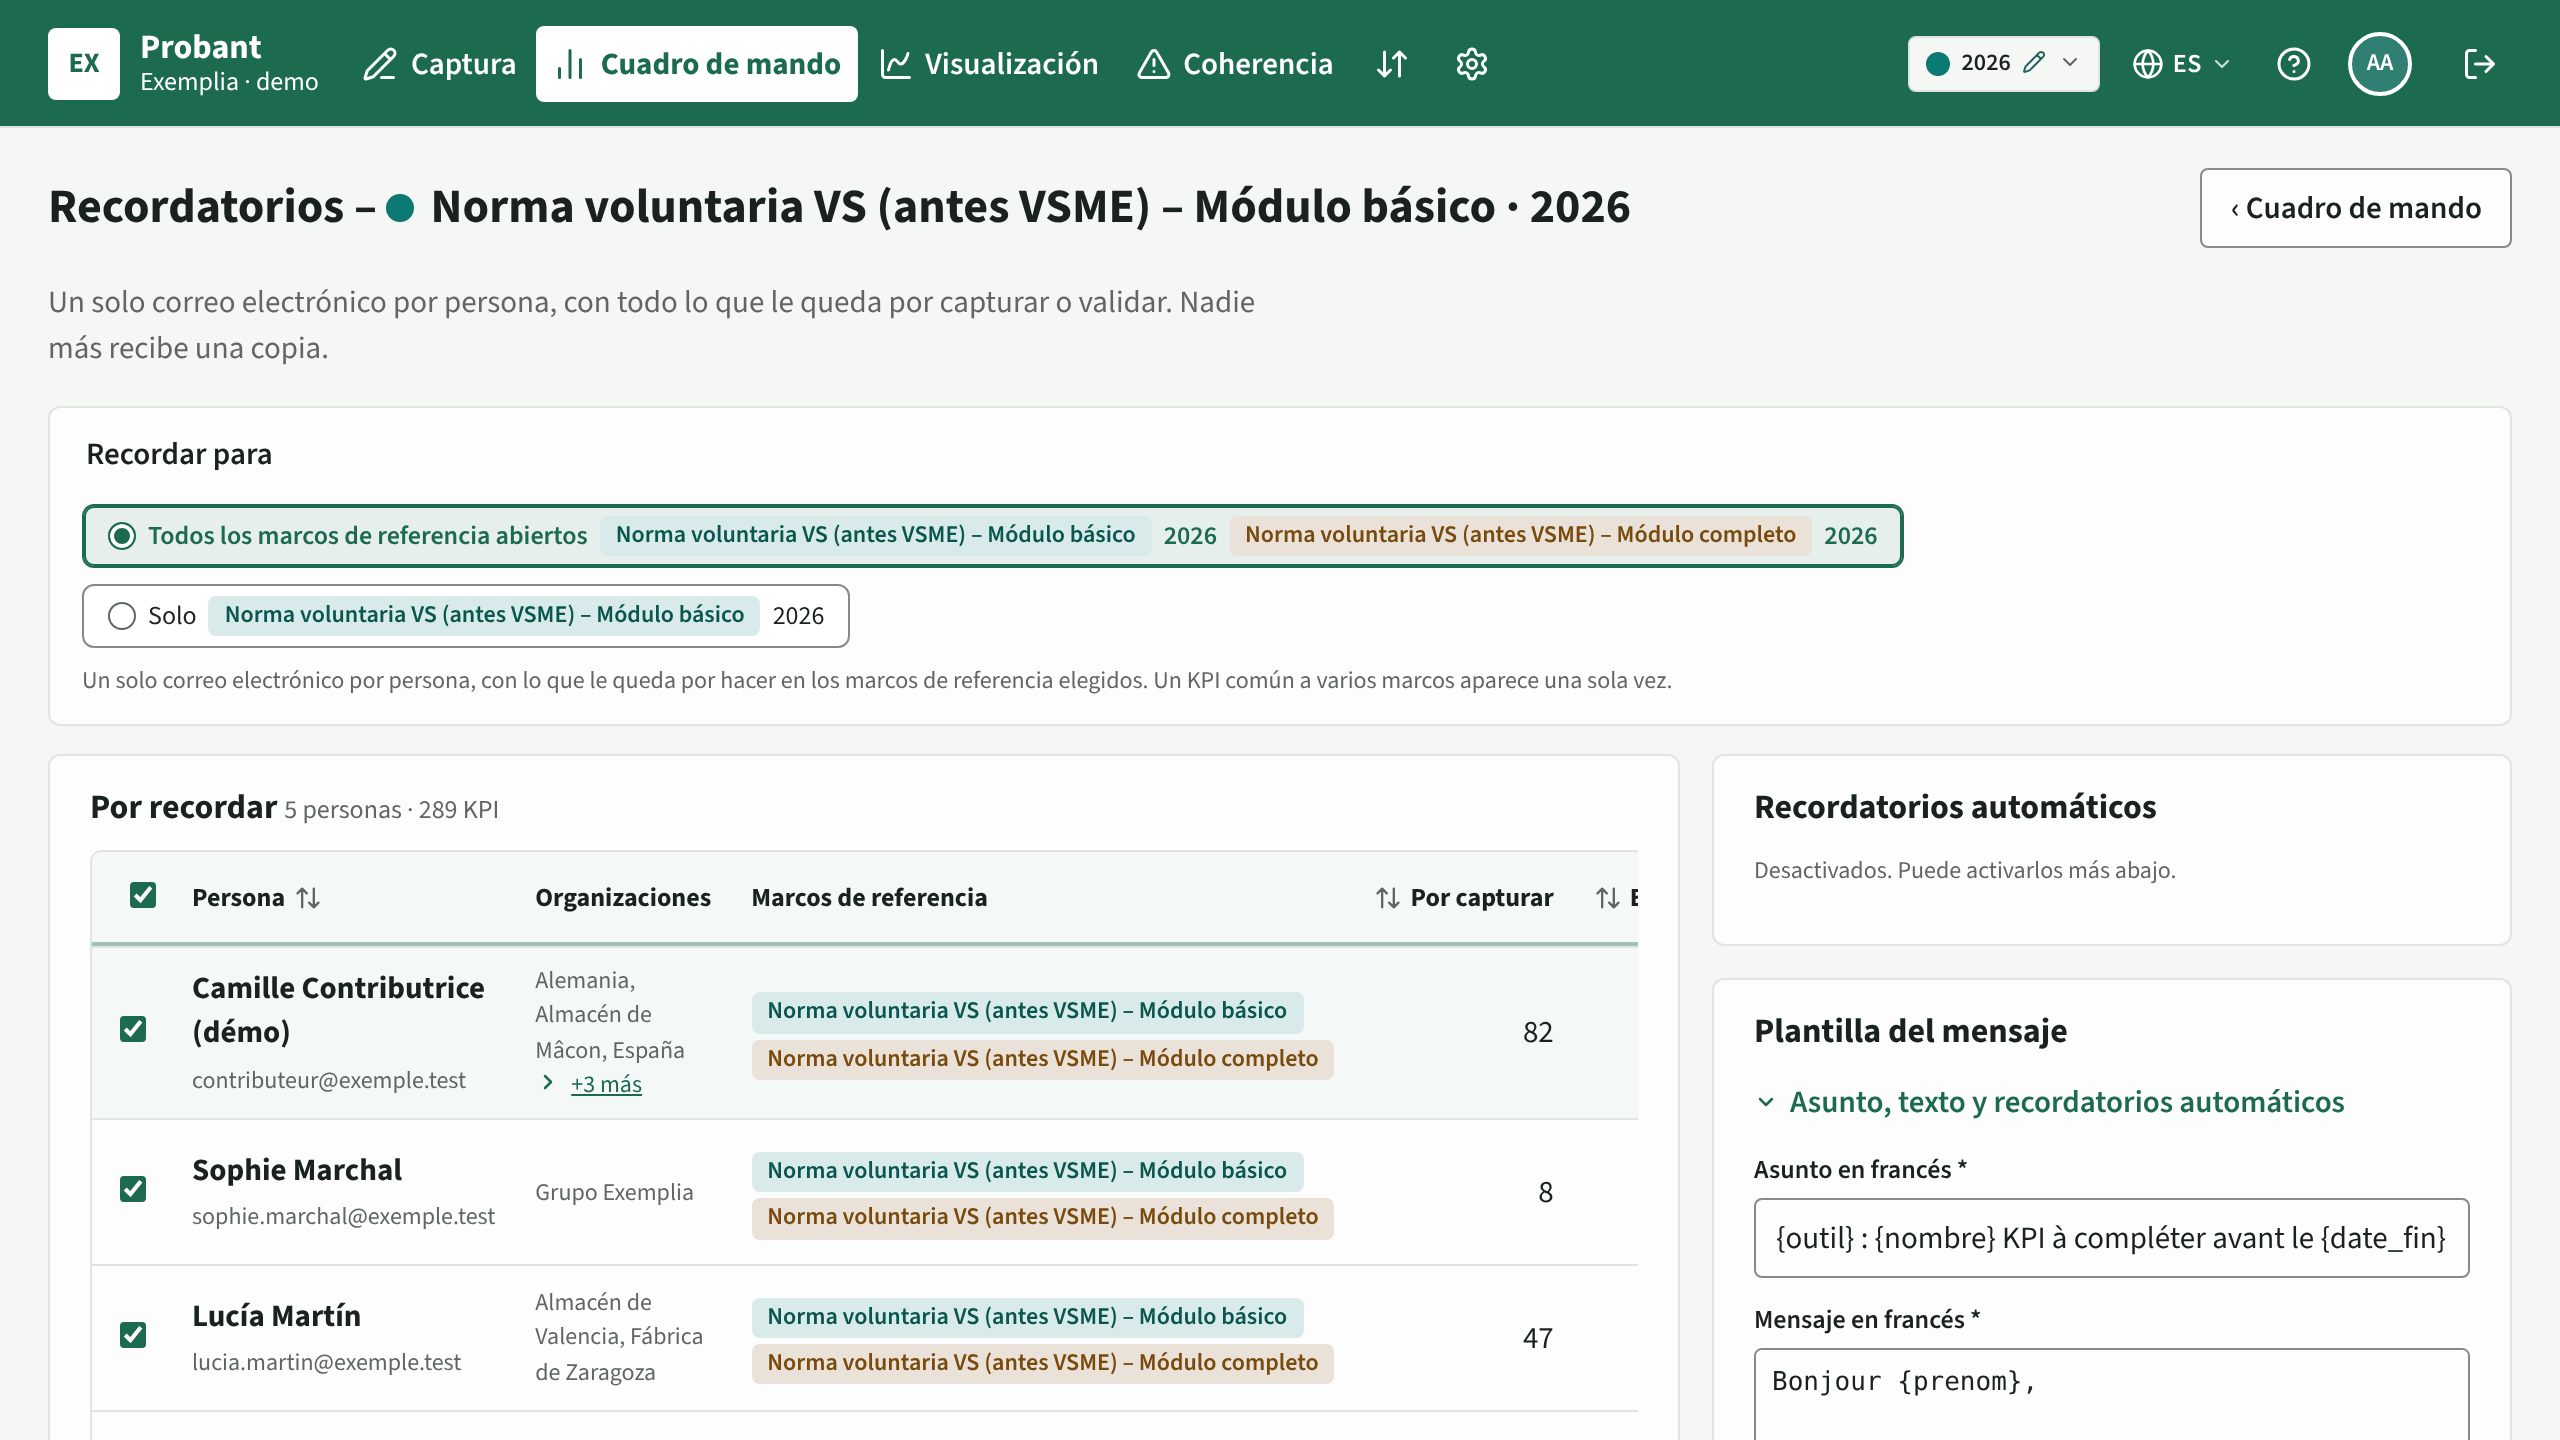 EX
Probant
Exemplia · demo
Captura
Cuadro de mando
Visualización
Coherencia
2026
ES
AA
Recordatorios – Norma voluntaria VS (antes VSME) – Módulo básico · 2026
‹ Cuadro de mando
Un solo correo electrónico por persona, con todo lo que le queda por capturar o validar. Nadie
más recibe una copia.
Recordar para
Todos los marcos de referencia abiertos Norma voluntaria VS (antes VSME) – Módulo básico 2026 Norma voluntaria VS (antes VSME) – Módulo completo 2026
Solo Norma voluntaria VS (antes VSME) – Módulo básico 2026
Un solo correo electrónico por persona, con lo que le queda por hacer en los marcos de referencia elegidos. Un KPI común a varios marcos aparece una sola vez.
Por recordar 5 personas · 289 KPI
Persona Organizaciones Marcos de referencia Por capturar
Camille Contributrice
(démo)
contributeur@exemple.test
Alemania,
Almacén de
Mâcon, España
+3 más
Norma voluntaria VS (antes VSME) – Módulo básico
Norma voluntaria VS (antes VSME) – Módulo completo
82
Sophie Marchal
sophie.marchal@exemple.test
Grupo Exemplia
Norma voluntaria VS (antes VSME) – Módulo básico
Norma voluntaria VS (antes VSME) – Módulo completo
8
Lucía Martín
lucia.martin@exemple.test
Almacén de
Valencia, Fábrica
de Zaragoza
Norma voluntaria VS (antes VSME) – Módulo básico
Norma voluntaria VS (antes VSME) – Módulo completo
47
Recordatorios automáticos
Desactivados. Puede activarlos más abajo.
Plantilla del mensaje
Asunto, texto y recordatorios automáticos
Asunto en francés *
{outil} : {nombre} KPI à compléter avant le {date_fin}
Mensaje en francés *
Bonjour {prenom},